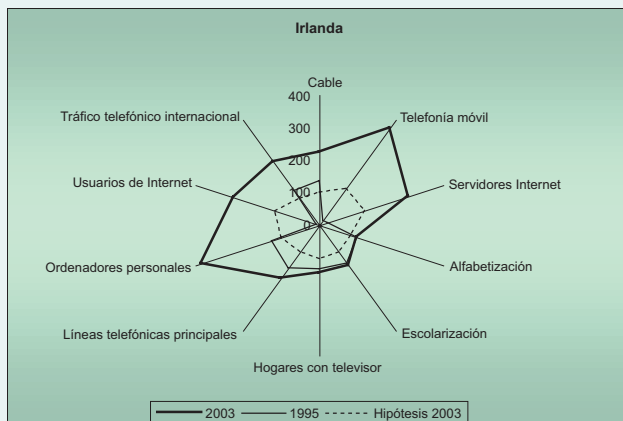 Irlanda
Cable
400
300
200
100
0
Telefonía móvil
Servidores Internet
Alfabetización
Escolarización
Hogares con televisor
Líneas telefónicas principales
Ordenadores personales
Usuarios de Internet
Tráfico telefónico internacional
2003 1995 Hipótesis 2003